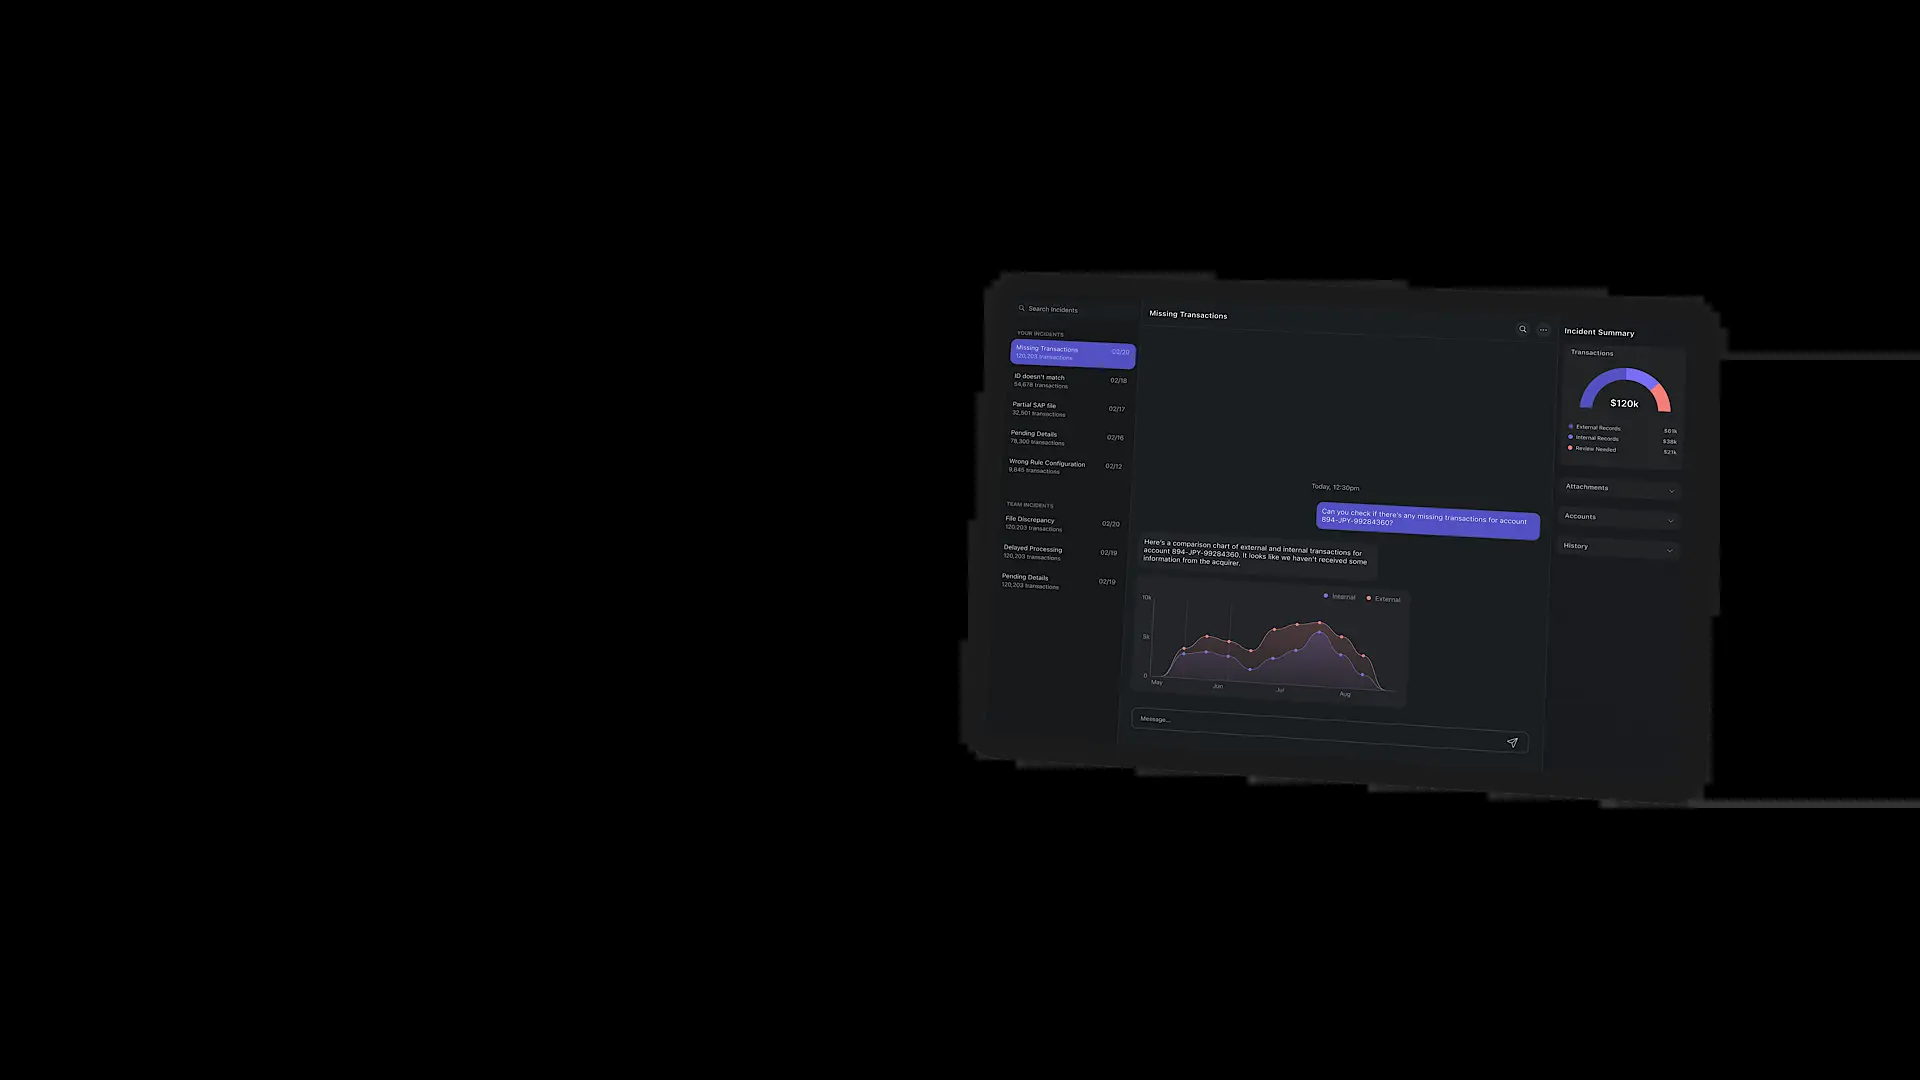 Search Incidents
YOUR INCIDENTS
Missing Transactions 02/20
120,203 transactions
ID doesn't match 02/18
54,678 transactions
Partial SAP file 02/17
32,501 transactions
Pending Details 02/16
78,300 transactions
Wrong Rule Configuration 02/12
9,845 transactions
TEAM INCIDENTS
File Discrepancy 02/20
120,203 transactions
Delayed Processing 02/19
120,203 transactions
Pending Details 02/19
120,203 transactions
Missing Transactions
Today, 12:30pm
Can you check if there's any missing transactions for account
894-JPY-99284360?
Here's a comparison chart of external and internal transactions for
account 894-JPY-99284360. It looks like we haven't received some
information from the acquirer.
Internal External
10k
5k
0
May Jun Jul Aug
Message...
Incident Summary
Transactions
$120k
External Records $61k
Internal Records $38k
Review Needed $21k
Attachments
Accounts
History